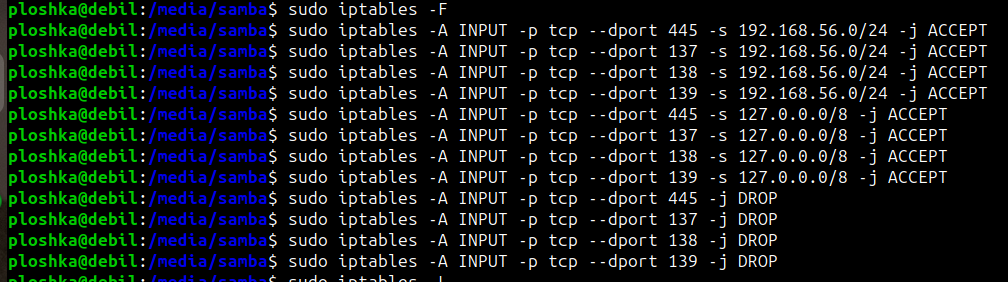 ploshka@debil:/media/samba$ sudo iptables -F
ploshka@debil:/media/samba$ sudo iptables -A INPUT -p tcp --dport 445 -s 192.168.56.0/24 -j ACCEPT
ploshka@debil:/media/samba$ sudo iptables -A INPUT -p tcp --dport 137 -s 192.168.56.0/24 -j ACCEPT
ploshka@debil:/media/samba$ sudo iptables -A INPUT -p tcp --dport 138 -s 192.168.56.0/24 -j ACCEPT
ploshka@debil:/media/samba$ sudo iptables -A INPUT -p tcp --dport 139 -s 192.168.56.0/24 -j ACCEPT
ploshka@debil:/media/samba$ sudo iptables -A INPUT -p tcp --dport 445 -s 127.0.0.0/8 -j ACCEPT
ploshka@debil:/media/samba$ sudo iptables -A INPUT -p tcp --dport 137 -s 127.0.0.0/8 -j ACCEPT
ploshka@debil:/media/samba$ sudo iptables -A INPUT -p tcp --dport 138 -s 127.0.0.0/8 -j ACCEPT
ploshka@debil:/media/samba$ sudo iptables -A INPUT -p tcp --dport 139 -s 127.0.0.0/8 -j ACCEPT
ploshka@debil:/media/samba$ sudo iptables -A INPUT -p tcp --dport 445 -j DROP
ploshka@debil:/media/samba$ sudo iptables -A INPUT -p tcp --dport 137 -j DROP
ploshka@debil:/media/samba$ sudo iptables -A INPUT -p tcp --dport 138 -j DROP
ploshka@debil:/media/samba$ sudo iptables -A INPUT -p tcp --dport 139 -j DROP
ploshka@debil:/media/samba$ sudo iptables